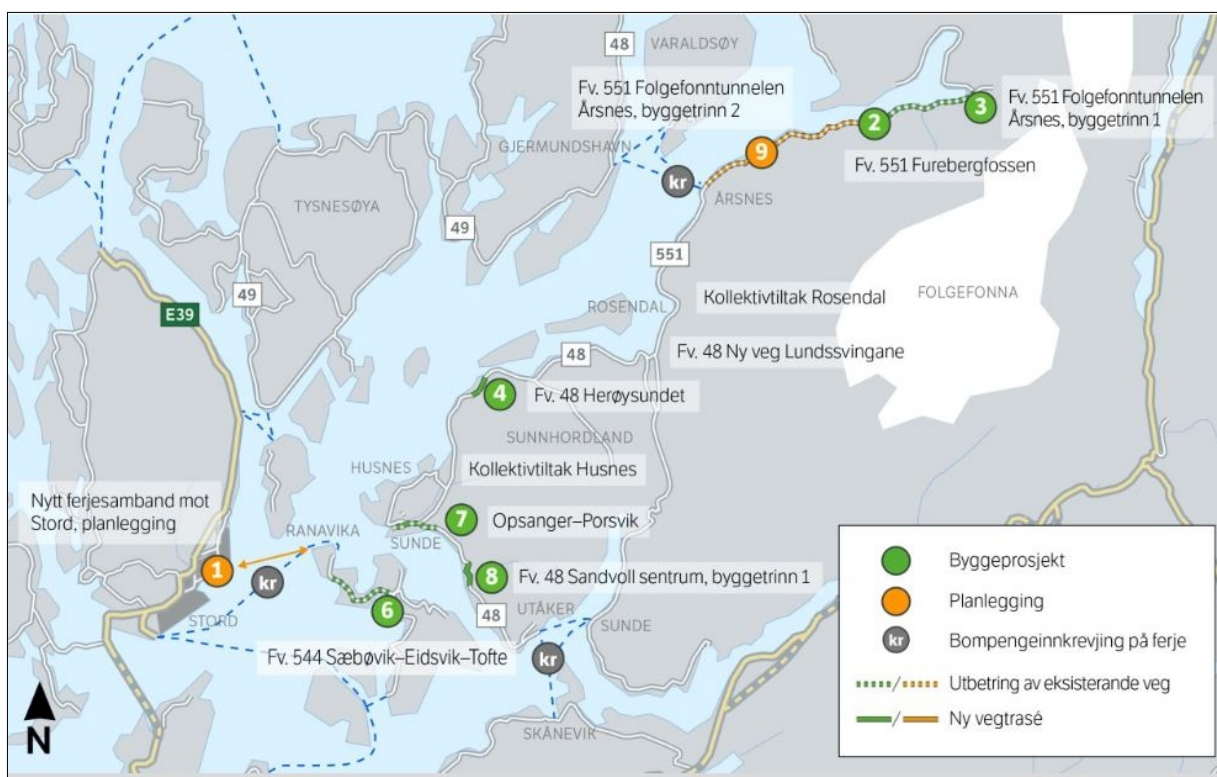 48
VARALDSØY
Fv. 551 Folgefonntunnelen
Årsnes, byggetrinn 2
3
Fv. 551 Folgefonntunnelen
Årsnes, byggetrinn 1
2
GJERMUNDSHAVN
9
Fv. 551 Furebergfossen
kr
ÅRSNES
TYSNESØYA
49
551
49
E39
ROSENDAL
Kollektivtiltak Rosendal
FOLGEFONNA
48
Fv. 48 Ny veg Lundssvingane
4
Fv. 48 Herøysundet
SUNNHORDLAND
HUSNES
Kollektivtiltak Husnes
Nytt ferjesamband mot
Stord, planlegging
RANAVIKA
7
Opsanger–Porsvik
SUNDE
1
kr
8
Fv. 48 Sandvoll sentrum, byggetrinn 1
6
STORD
48
UTÅKER
SUNDE
Fv. 544 Sæbøvik–Eidsvik–Tofte
kr
SKÅNEVIK
N
Byggeprosjekt
Planlegging
kr
Bompengeinnkrevjing på ferje
/
Utbetring av eksisterande veg
/
Ny vegtrasé